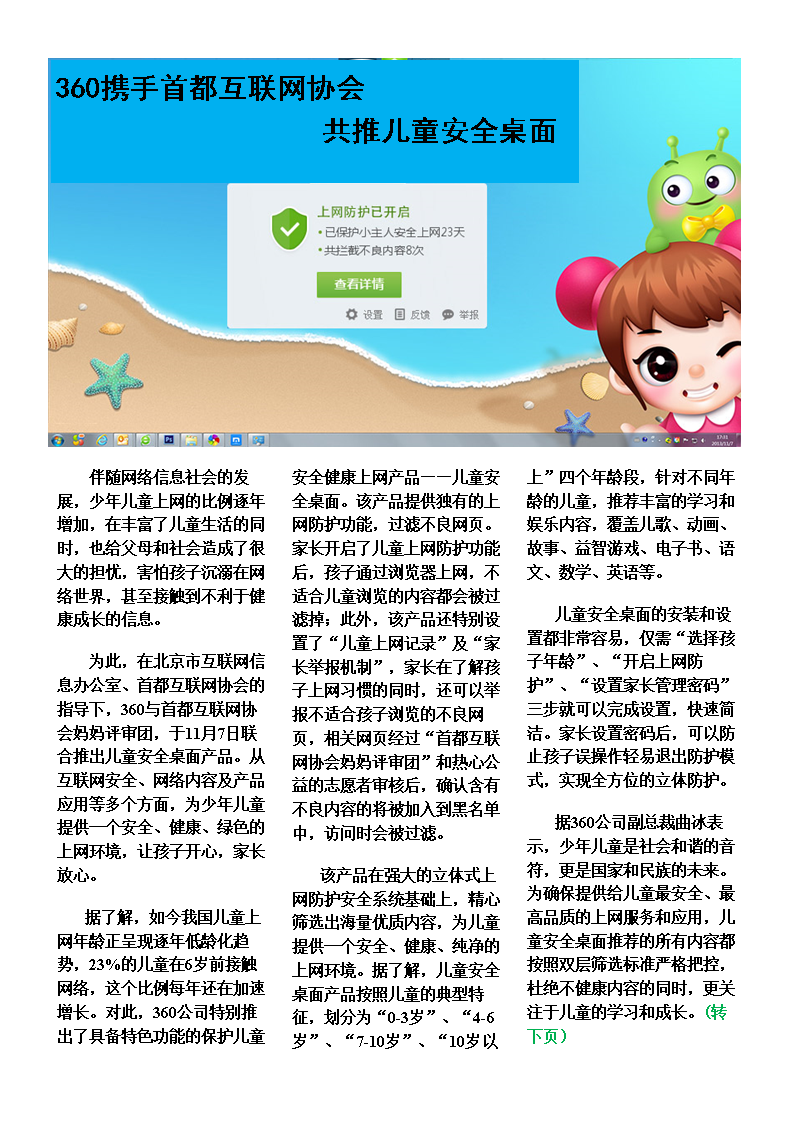 360携手首都互联网协会
共推儿童安全桌面
上网防护已开启
•已保护小主人安全上网23天
•共拦截不良内容8次
查看详情
设置 反馈 举报
17:31
2013/11/7
伴随网络信息社会的发
展，少年儿童上网的比例逐年
增加，在丰富了儿童生活的同
时，也给父母和社会造成了很
大的担忧，害怕孩子沉溺在网
络世界，甚至接触到不利于健
康成长的信息。
为此，在北京市互联网信
息办公室、首都互联网协会的
指导下，360与首都互联网协
会妈妈评审团，于11月7日联
合推出儿童安全桌面产品。从
互联网安全、网络内容及产品
应用等多个方面，为少年儿童
提供一个安全、健康、绿色的
上网环境，让孩子开心，家长
放心。
据了解，如今我国儿童上
网年龄正呈现逐年低龄化趋
势，23%的儿童在6岁前接触
网络，这个比例每年还在加速
增长。对此，360公司特别推
出了具备特色功能的保护儿童
安全健康上网产品——儿童安
全桌面。该产品提供独有的上
网防护功能，过滤不良网页。
家长开启了儿童上网防护功能
后，孩子通过浏览器上网，不
适合儿童浏览的内容都会被过
滤掉；此外，该产品还特别设
置了“儿童上网记录”及“家
长举报机制”，家长在了解孩
子上网习惯的同时，还可以举
报不适合孩子浏览的不良网
页，相关网页经过“首都互联
网协会妈妈评审团”和热心公
益的志愿者审核后，确认含有
不良内容的将被加入到黑名单
中，访问时会被过滤。
该产品在强大的立体式上
网防护安全系统基础上，精心
筛选出海量优质内容，为儿童
提供一个安全、健康、纯净的
上网环境。据了解，儿童安全
桌面产品按照儿童的典型特
征，划分为“0-3岁”、“4-6
岁”、“7-10岁”、“10岁以
上”四个年龄段，针对不同年
龄的儿童，推荐丰富的学习和
娱乐内容，覆盖儿歌、动画、
故事、益智游戏、电子书、语
文、数学、英语等。
儿童安全桌面的安装和设
置都非常容易，仅需“选择孩
子年龄”、“开启上网防
护”、“设置家长管理密码”
三步就可以完成设置，快速简
洁。家长设置密码后，可以防
止孩子误操作轻易退出防护模
式，实现全方位的立体防护。
据360公司副总裁曲冰表
示，少年儿童是社会和谐的音
符，更是国家和民族的未来。
为确保提供给儿童最安全、最
高品质的上网服务和应用，儿
童安全桌面推荐的所有内容都
按照双层筛选标准严格把控，
杜绝不健康内容的同时，更关
注于儿童的学习和成长。(转
下页）